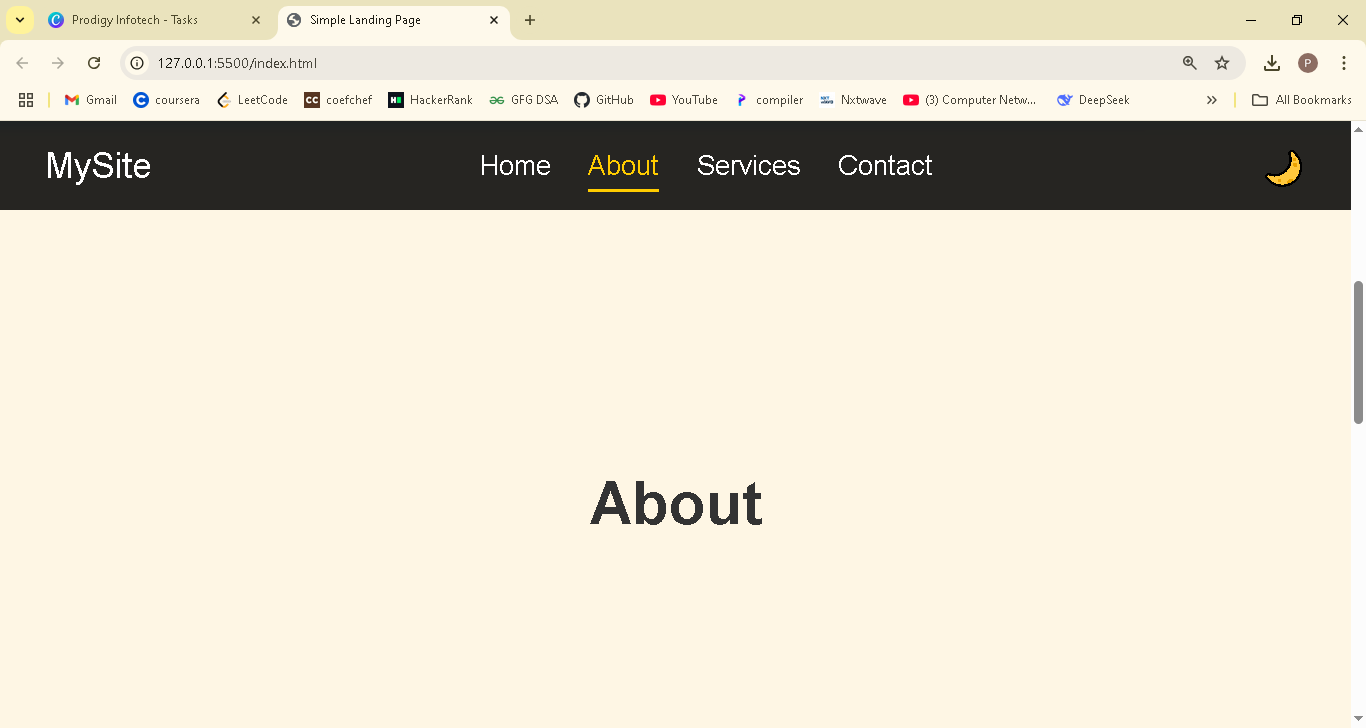 Prodigy Infotech - Tasks
Simple Landing Page
127.0.0.1:5500/index.html
P
Gmail
coursera
LeetCode
CC coefchef
HackerRank
GFG DSA
GitHub
YouTube
compiler
Nxtwave
(3) Computer Netw...
DeepSeek
All Bookmarks
MySite
Home About Services Contact
About